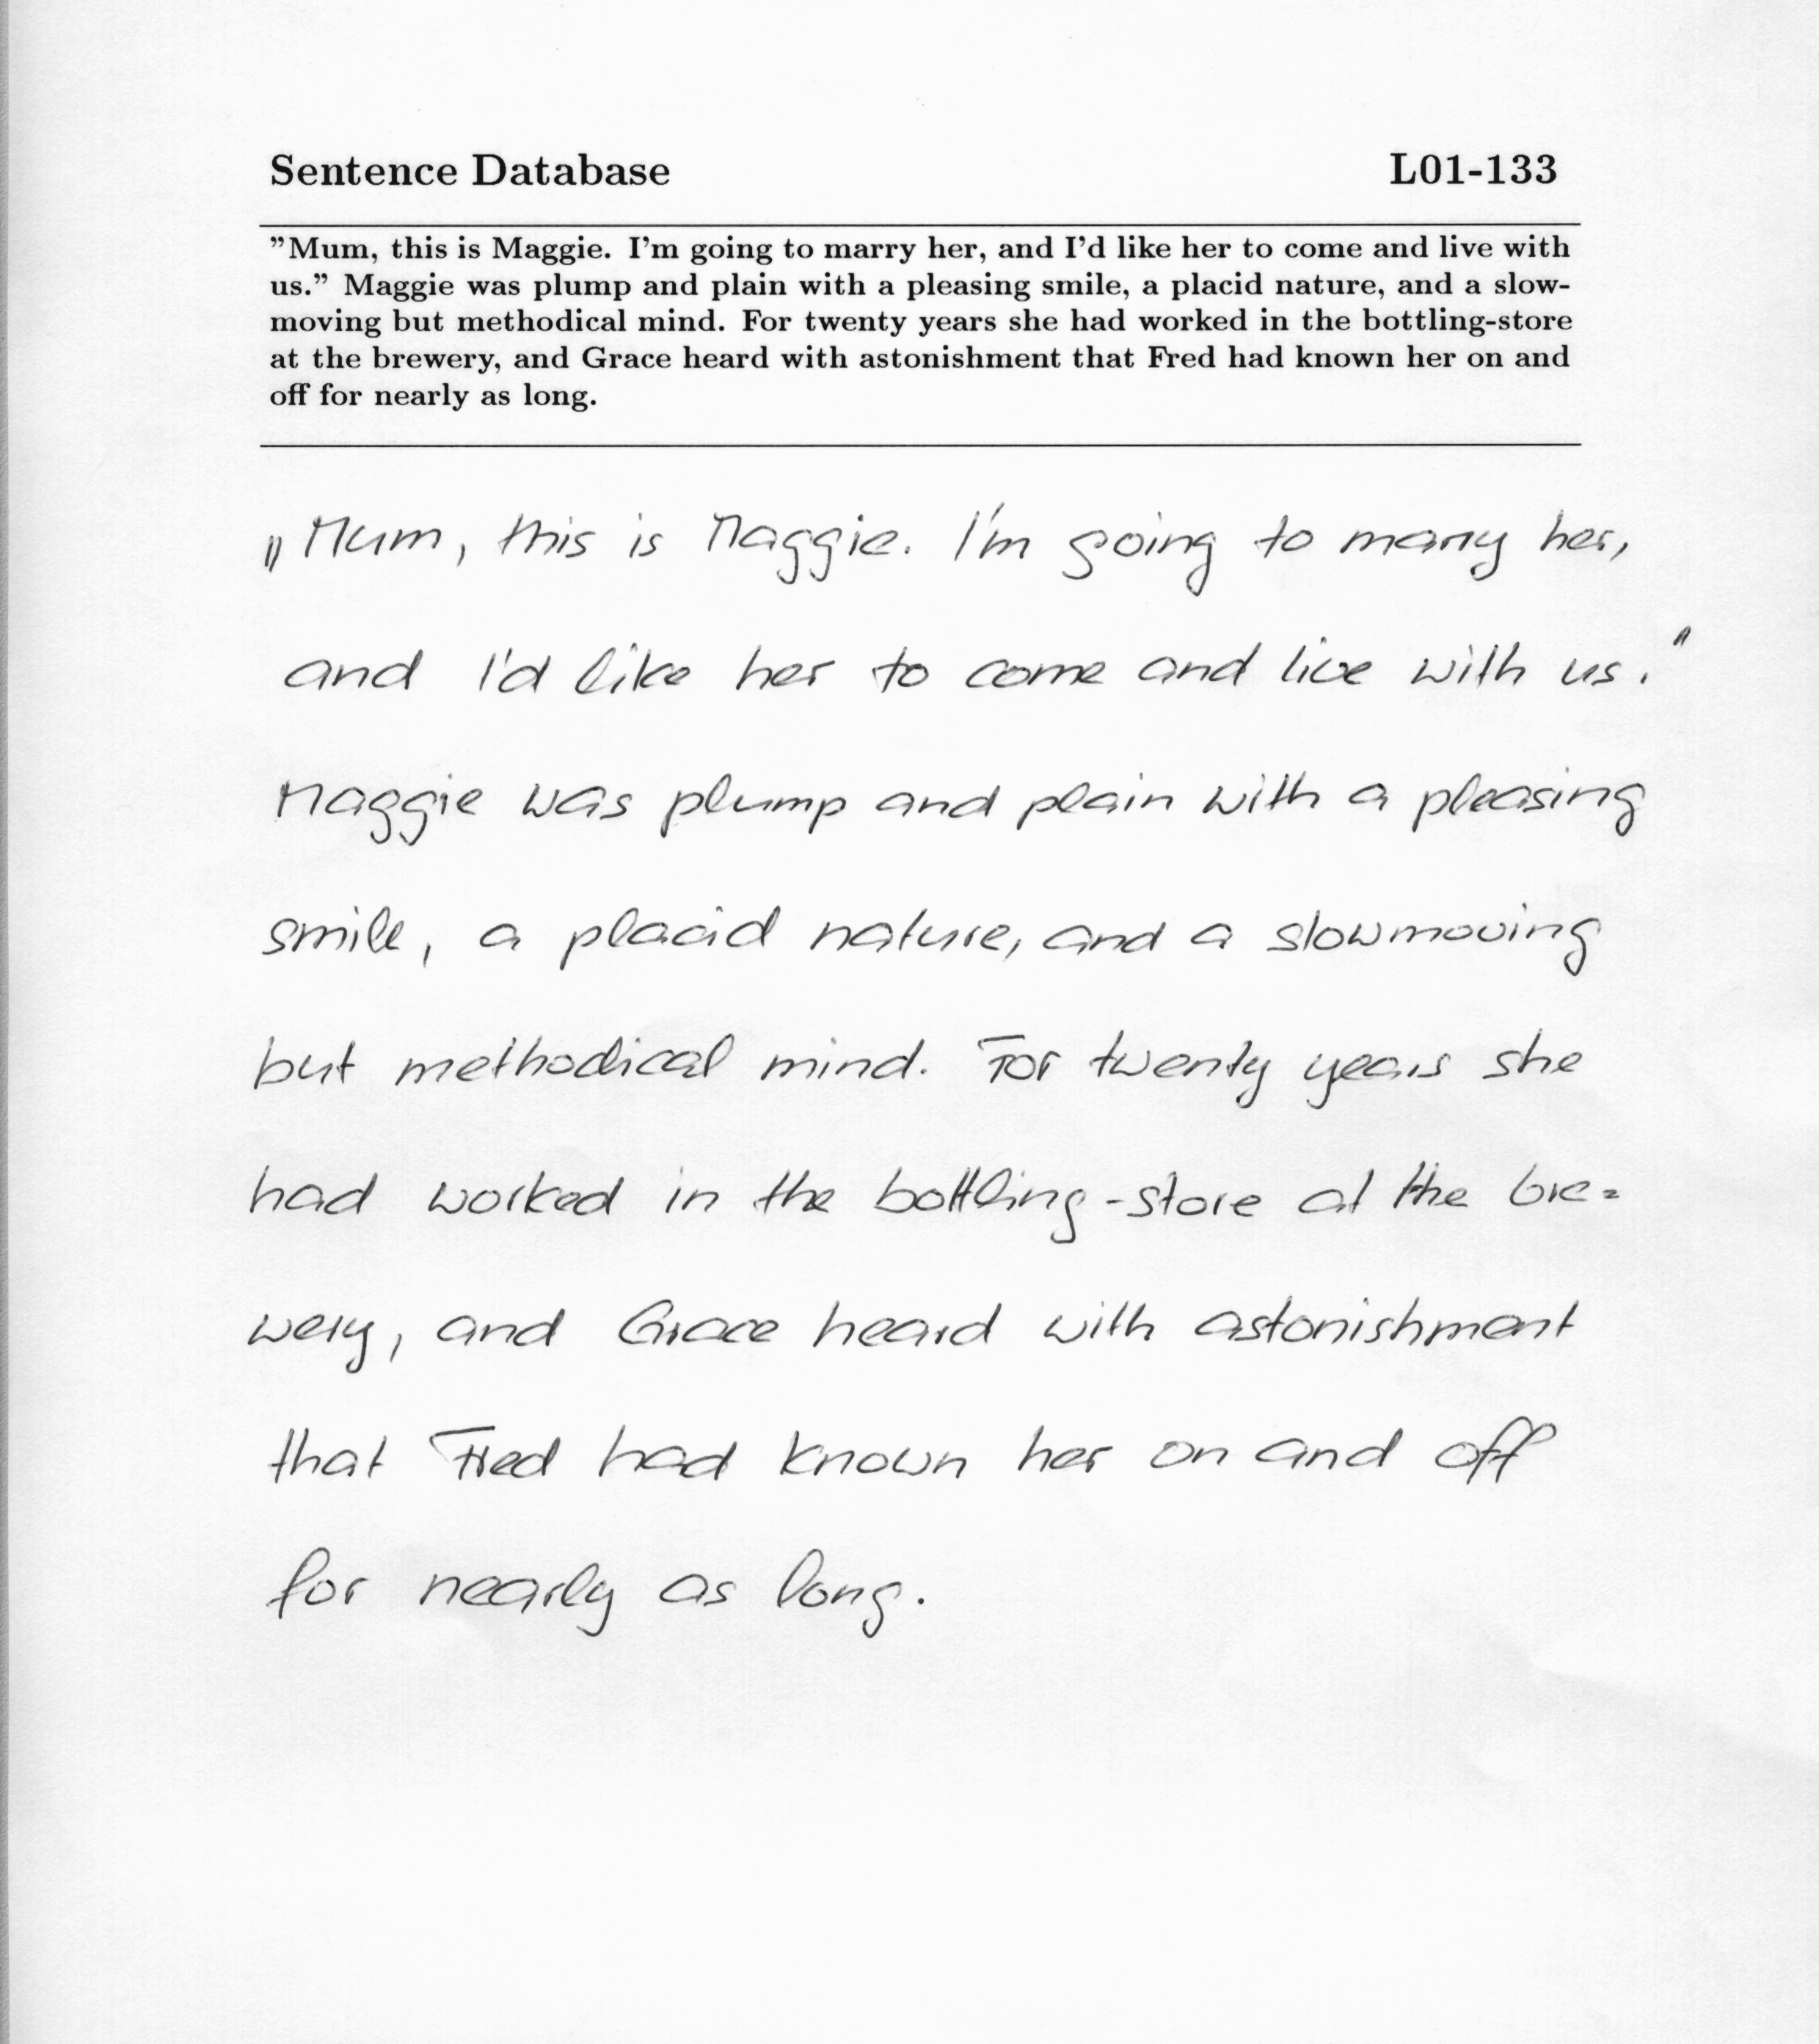 Sentence Database L01-133
”Mum, this is Maggie. I’m going to marry her, and I’d like her to come and live with
us.” Maggie was plump and plain with a pleasing smile, a placid nature, and a slow-
moving but methodical mind. For twenty years she had worked in the bottling-store
at the brewery, and Grace heard with astonishment that Fred had known her on and
off for nearly as long.
„Mum, this is Maggie. I'm going to marry her,
and I'd like her to come and live with us."
Maggie was plump and plain with a pleasing
smile, a placid nature, and a slowmoving
but methodical mind. For twenty years she
had worked in the bottling-store at the bre=
wery, and Grace heard with astonishment
that Fred had known her on and off
for nearly as long.